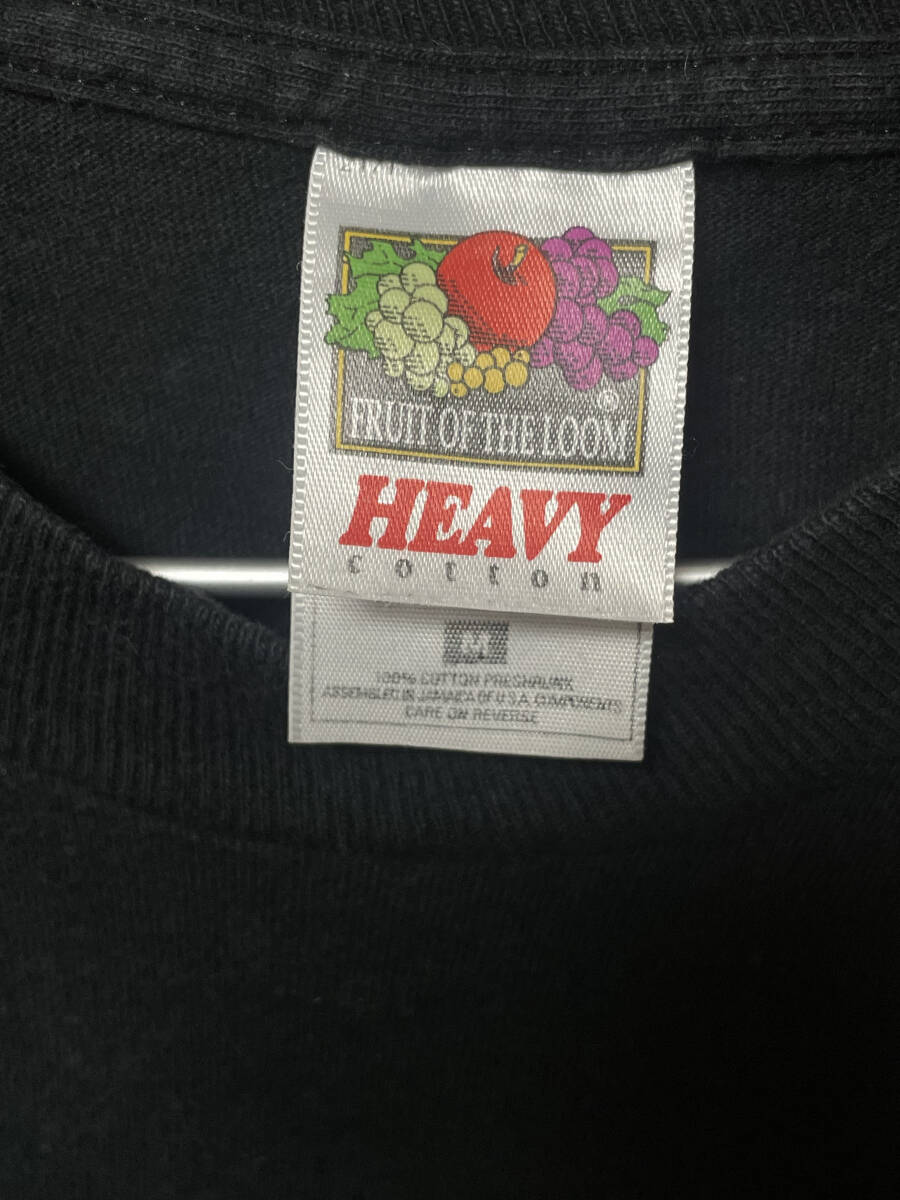 ®
FRUIT OF THE LOOM
HEAVY
cotton
M
100% COTTON PRESHRUNK
ASSEMBLED IN JAMAICA OF U.S.A. COMPONENTS
CARE ON REVERSE